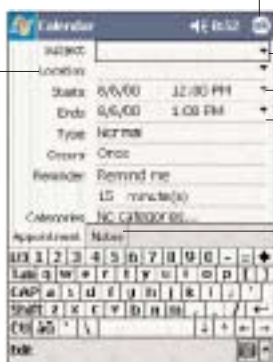 Calendar 8:52 ok
Subject:
Location:
Starts: 6/6/00 12:00 PM
Ends: 6/6/00 1:00 PM
Type: Normal
Occurs: Once
Reminder: Remind me
15 minute(s)
Categories: No categories...
Appointment Notes
123 1 2 3 4 5 6 7 8 9 0 - =
Tab q w e r t y u i o p [ ]
CAP a s d f g h j k l ; '
Shift z x c v b n m , . /
Ctl áü ` \
Edit